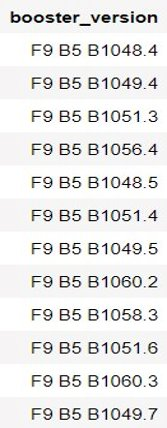 booster_version
F9 B5 B1048.4
F9 B5 B1049.4
F9 B5 B1051.3
F9 B5 B1056.4
F9 B5 B1048.5
F9 B5 B1051.4
F9 B5 B1049.5
F9 B5 B1060.2
F9 B5 B1058.3
F9 B5 B1051.6
F9 B5 B1060.3
F9 B5 B1049.7